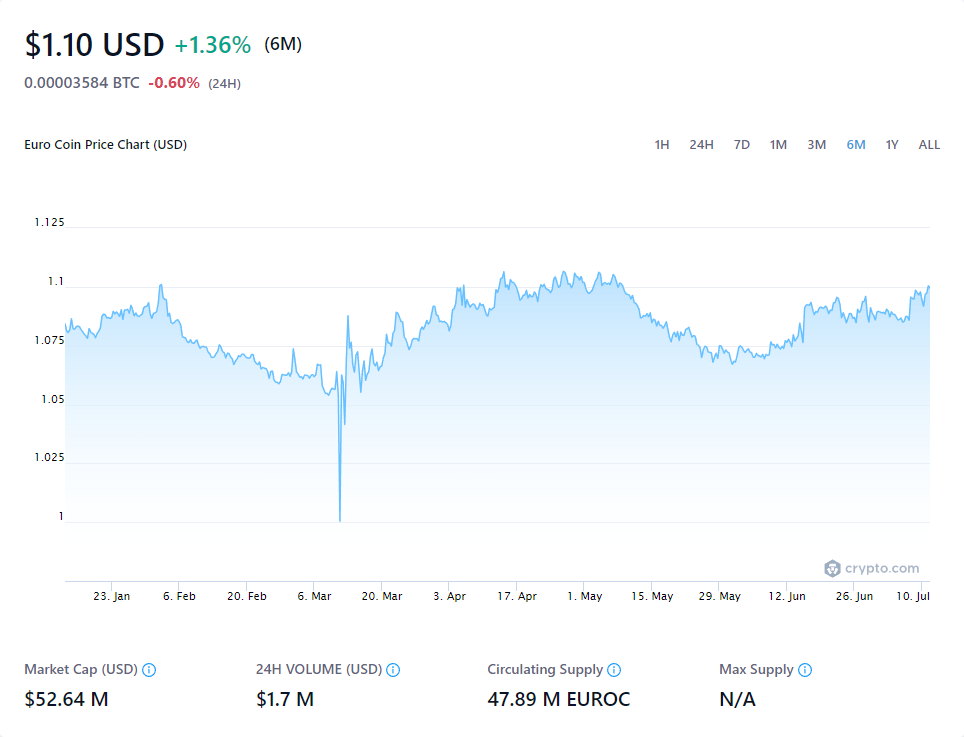 $1.10 USD +1.36% (6M)
0.00003584 BTC -0.60% (24H)
Euro Coin Price Chart (USD) 1H 24H 7D 1M 3M 6M 1Y ALL
1.125
1.1
1.075
1.05
1.025
1
crypto.com
23. Jan 6. Feb 20. Feb 6. Mar 20. Mar 3. Apr 17. Apr 1. May 15. May 29. May 12. Jun 26. Jun 10. Jul
Market Cap (USD) 24H VOLUME (USD) Circulating Supply Max Supply
$52.64 M $1.7 M 47.89 M EUROC N/A